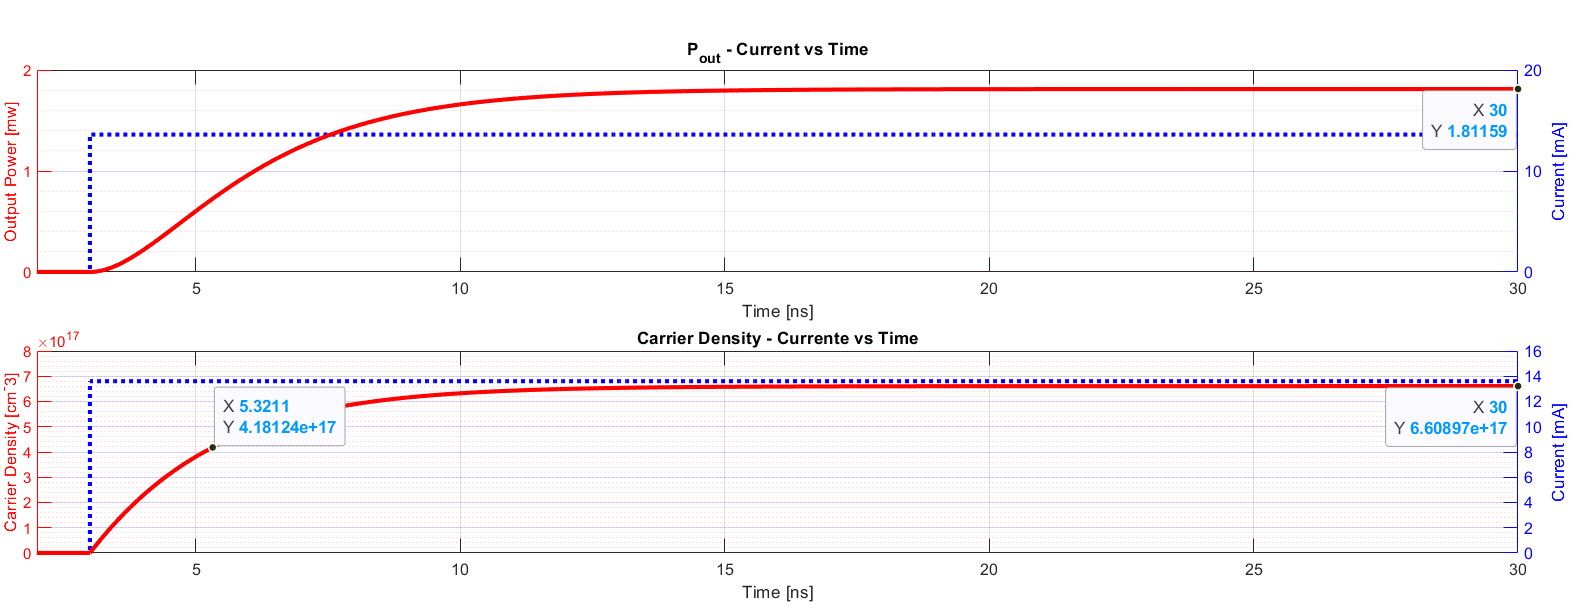 P_out - Current vs Time
2
1
0
Output Power [mw]
20
10
0
Current [mA]
X 30
Y 1.81159
5 10 15 20 25 30
Time [ns]
Carrier Density - Currente vs Time
×10^17
8
7
6
5
4
3
2
1
0
Carrier Density [cm^-3]
16
14
12
10
8
6
4
2
0
Current [mA]
X 5.3211
Y 4.18124e+17
X 30
Y 6.60897e+17
5 10 15 20 25 30
Time [ns]